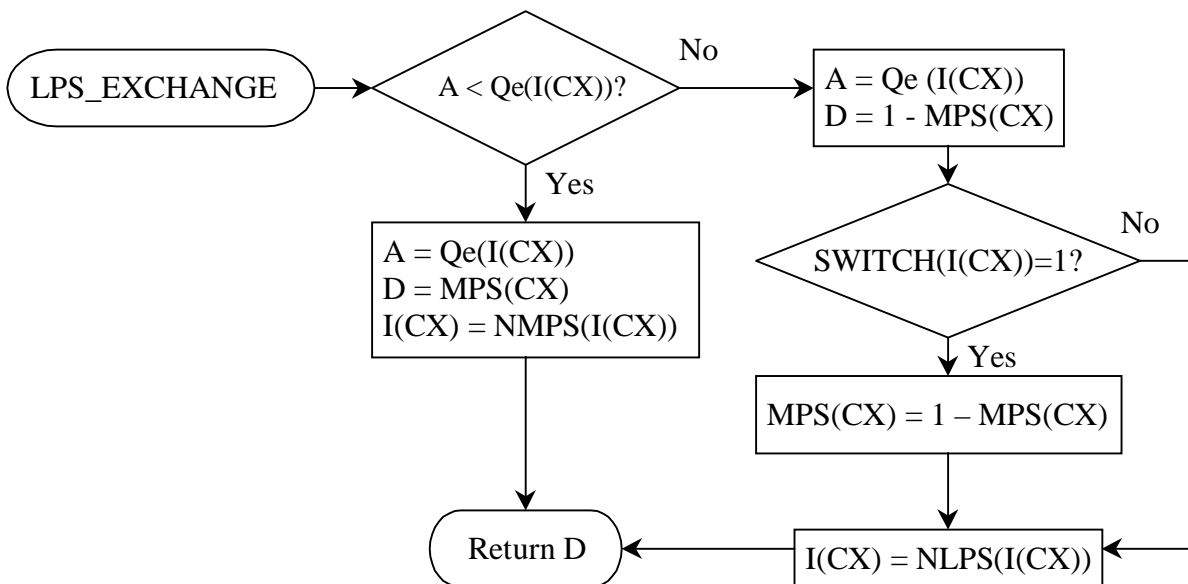 LPS_EXCHANGE
A < Qe(I(CX))?
No
A = Qe (I(CX))
D = 1 - MPS(CX)
Yes
A = Qe(I(CX))
D = MPS(CX)
I(CX) = NMPS(I(CX))
SWITCH(I(CX))=1?
No
Yes
MPS(CX) = 1 – MPS(CX)
I(CX) = NLPS(I(CX))
Return D